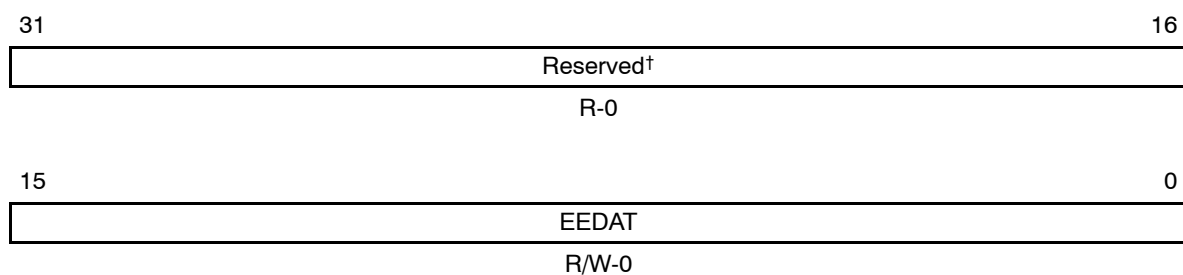 31 16
Reserved†
R-0
15 0
EEDAT
R/W-0